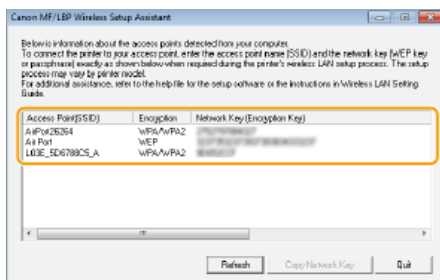 Canon MF/LBP Wireless Setup Assistant
Below is information about the access points detected from your computer.
To connect the printer to your access point, enter the access point name (SSID) and the network key (WEP key
or passphrase) exactly as shown below when required during the printer's wireless LAN setup process. The setup
process may vary by printer model.
For additional assistance, refer to the help file for the setup software or the instructions in Wireless LAN Setting
Guide.
Access Point(SSID) Encryption Network Key (Encryption Key)
AirPort26264 WPA/WPA2
Air Port WEP
L03E_5D6788C5_A WPA/WPA2
Refresh Copy Network Key Quit